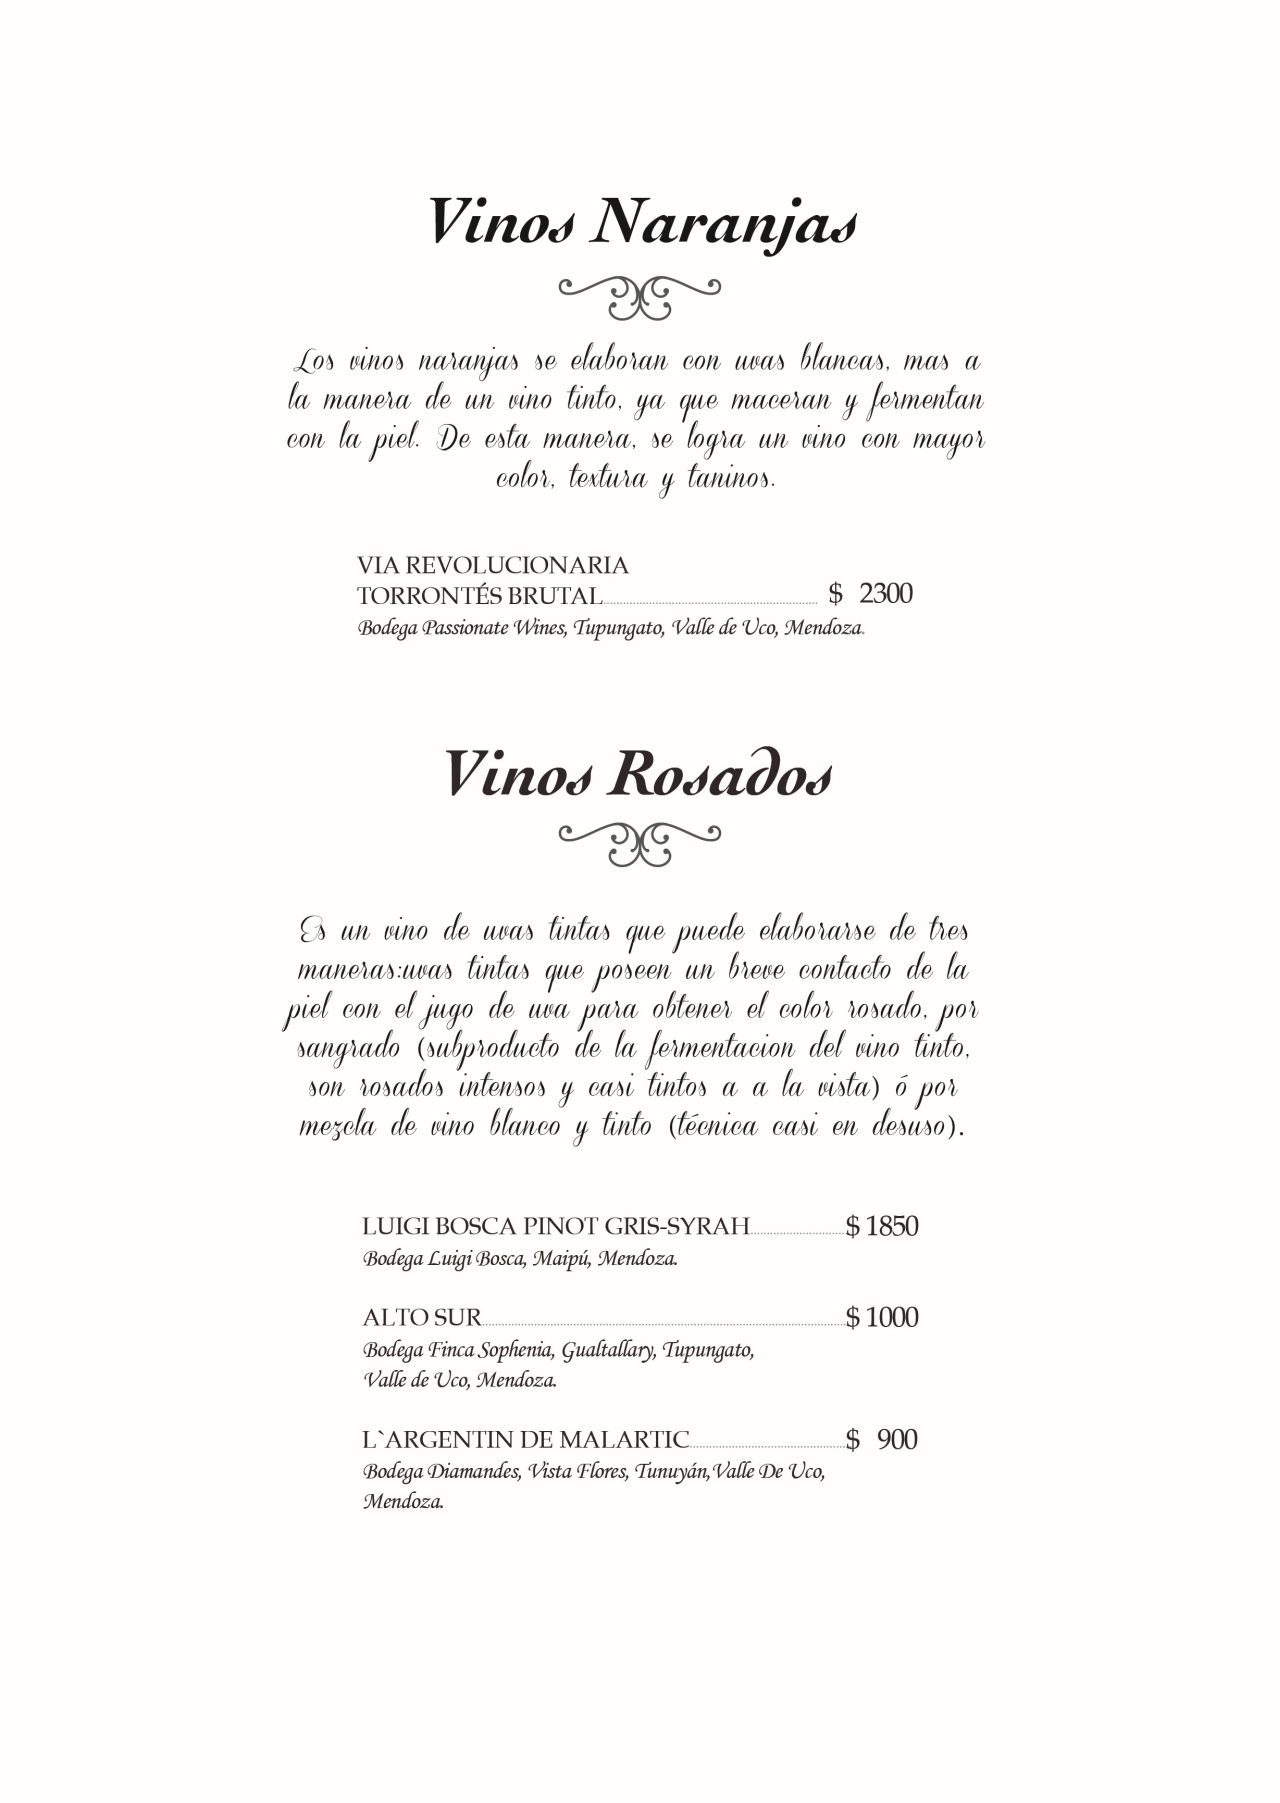 Vinos Naranjas
Los vinos naranjas se elaboran con uvas blancas, mas a
la manera de un vino tinto, ya que maceran y fermentan
con la piel. De esta manera, se logra un vino con mayor
color, textura y taninos.
VIA REVOLUCIONARIA
TORRONTÉS BRUTAL $ 2300
Bodega Passionate Wines, Tupungato, Valle de Uco, Mendoza.
Vinos Rosados
Es un vino de uvas tintas que puede elaborarse de tres
maneras:uvas tintas que poseen un breve contacto de la
piel con el jugo de uva para obtener el color rosado, por
sangrado (subproducto de la fermentacion del vino tinto,
son rosados intensos y casi tintos a a la vista) ó por
mezcla de vino blanco y tinto (técnica casi en desuso).
LUIGI BOSCA PINOT GRIS-SYRAH $ 1850
Bodega Luigi Bosca, Maipú, Mendoza.
ALTO SUR $ 1000
Bodega Finca Sophenia, Gualtallary, Tupungato,
Valle de Uco, Mendoza.
L`ARGENTIN DE MALARTIC $ 900
Bodega Diamandes, Vista Flores, Tunuyán,Valle De Uco,
Mendoza.